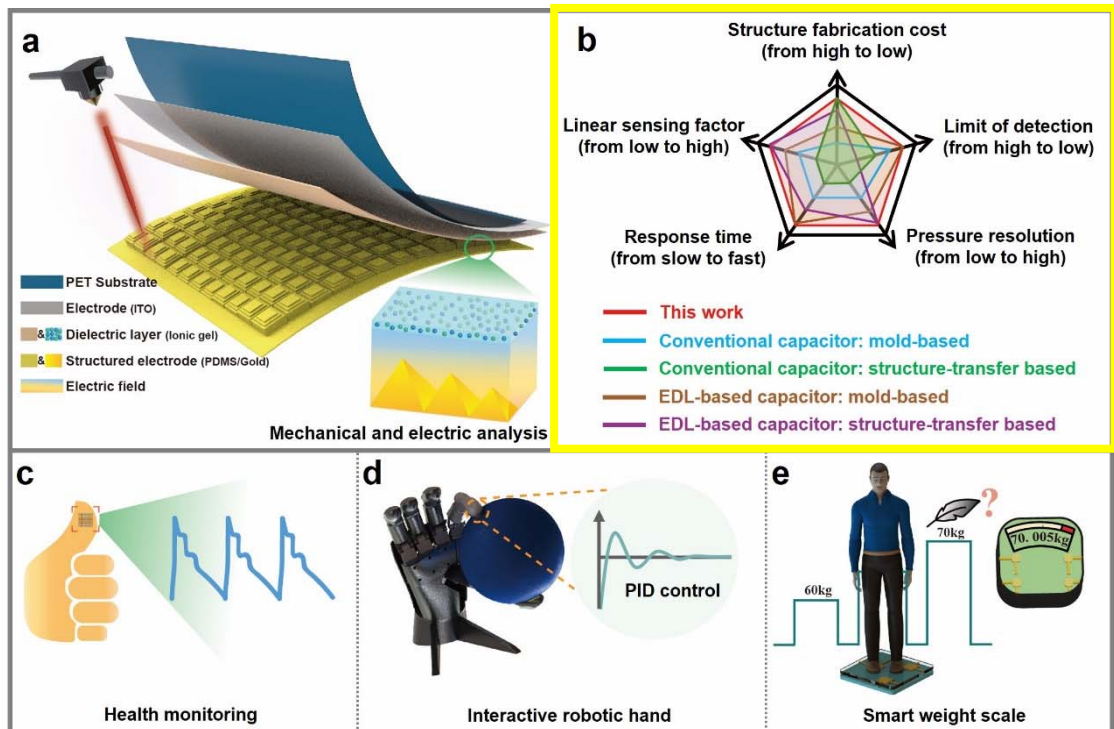 a
PET Substrate
Electrode (ITO)
& Dielectric layer (Ionic gel)
& Structured electrode (PDMS/Gold)
Electric field
Mechanical and electric analysis
b
Structure fabrication cost
(from high to low)
Linear sensing factor
(from low to high)
Limit of detection
(from high to low)
Response time
(from slow to fast)
Pressure resolution
(from low to high)
This work
Conventional capacitor: mold-based
Conventional capacitor: structure-transfer based
EDL-based capacitor: mold-based
EDL-based capacitor: structure-transfer based
c
Health monitoring
d
PID control
Interactive robotic hand
e
60kg
70kg
?
70. 005kg
Smart weight scale